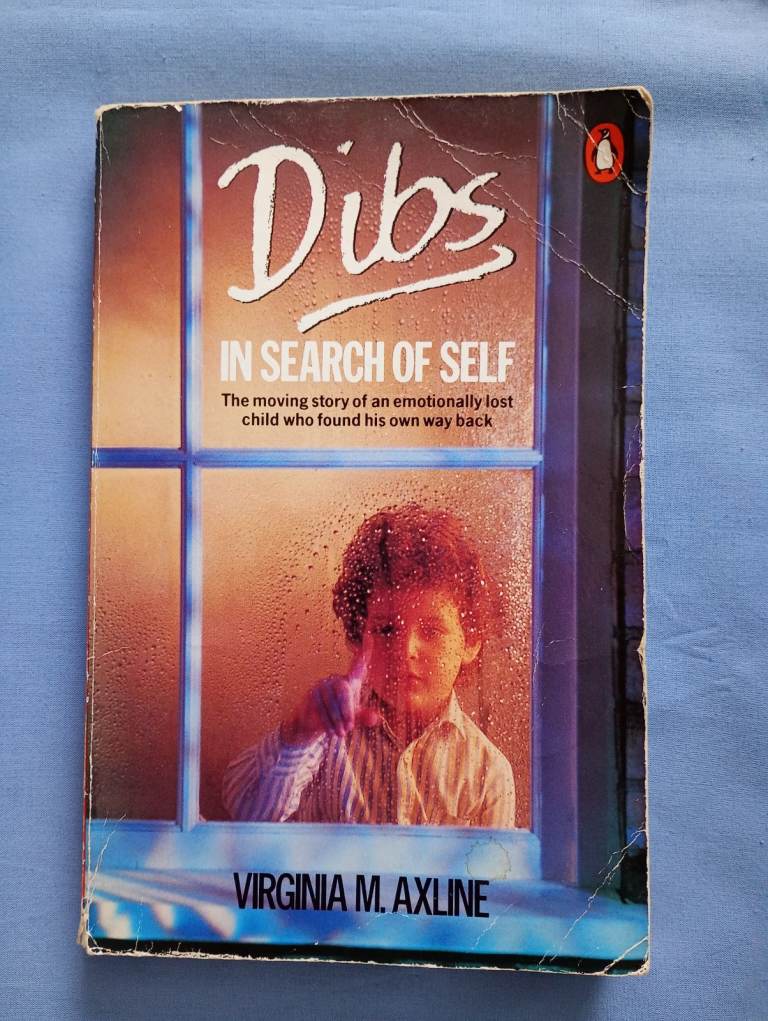 Dibs
IN SEARCH OF SELF
The moving story of an emotionally lost
child who found his own way back
VIRGINIA M. AXLINE